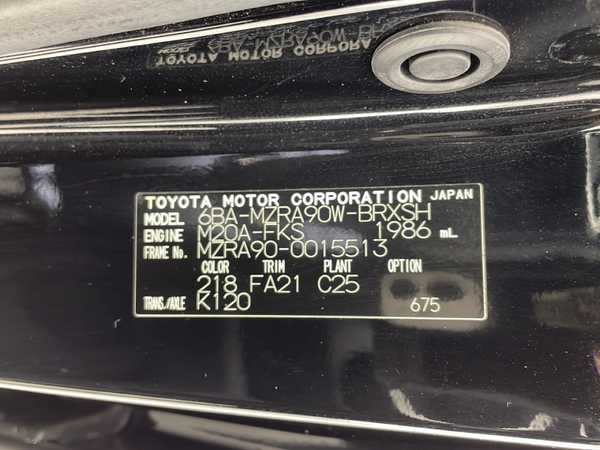 TOYOTA MOTOR CORPORATION JAPAN
MODEL 6BA-MZRA90W-BRXSH
ENGINE M20A-FKS 1986 mL
FRAME No. MZRA90-0015513
COLOR TRIM PLANT OPTION
218 FA21 C25
TRANS./AXLE K120 675